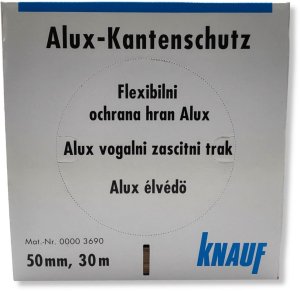 Alux-Kantenschutz
Flexibilni
ochrana hran Alux
Alux vogalni zascitni trak
Alux élvédö
Mat.-Nr. 0000 3690
50mm, 30m
KNAUF